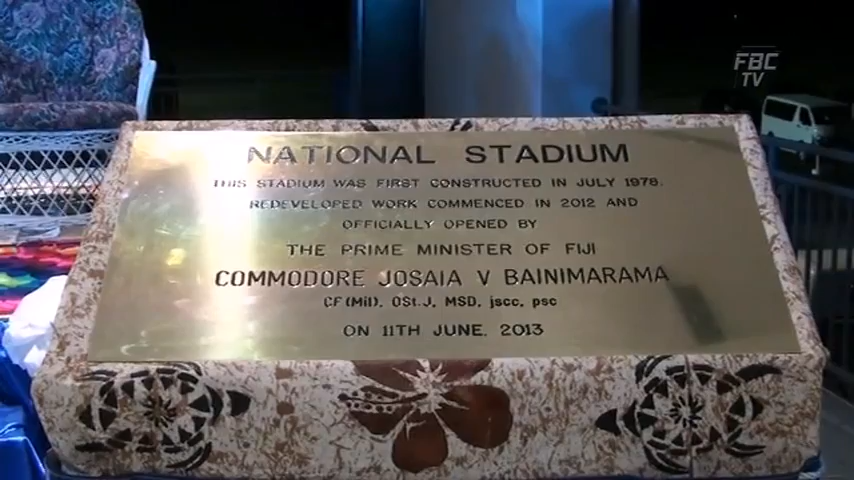 FBC
TV
NATIONAL STADIUM
THIS STADIUM WAS FIRST CONSTRUCTED IN JULY 1978.
REDEVELOPED WORK COMMENCED IN 2012 AND
OFFICIALLY OPENED BY
THE PRIME MINISTER OF FIJI
COMMODORE JOSAIA V BAINIMARAMA
CF(MiD), OSt.J, MSD, jscc, psc
ON 11TH JUNE, 2013